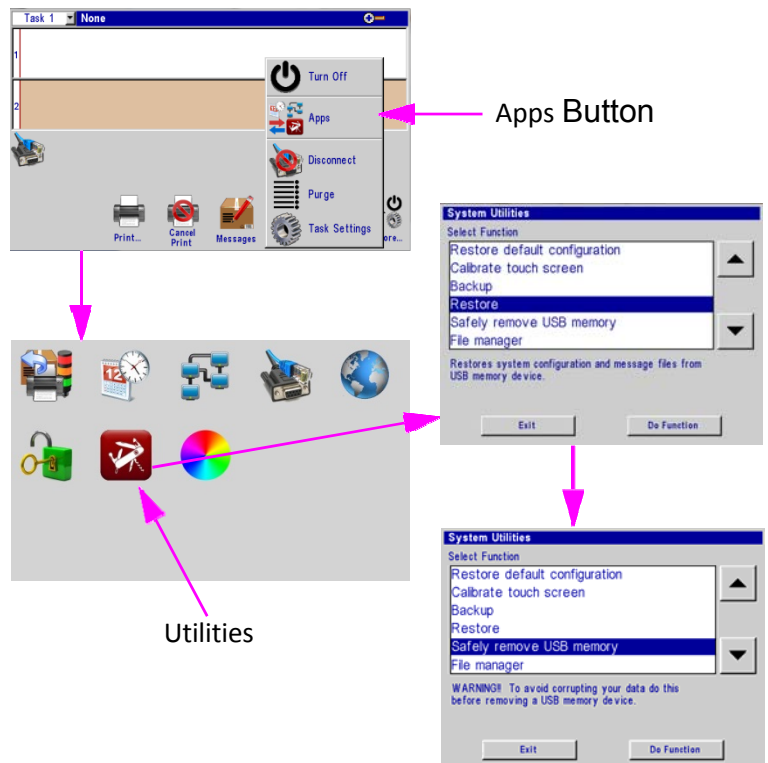 Task 1 None
1
2
Turn Off
Apps
Disconnect
Purge
Task Settings
Print...
Cancel
Print
Messages
ore...
Apps Button
12
Utilities
System Utilities
Select Function
Restore default configuration
Calibrate touch screen
Backup
Restore
Safely remove USB memory
File manager
Restores system configuration and message files from
USB memory device.
Exit Do Function
System Utilities
Select Function
Restore default configuration
Calibrate touch screen
Backup
Restore
Safely remove USB memory
File manager
WARNING!! To avoid corrupting your data do this
before removing a USB memory device.
Exit Do Function